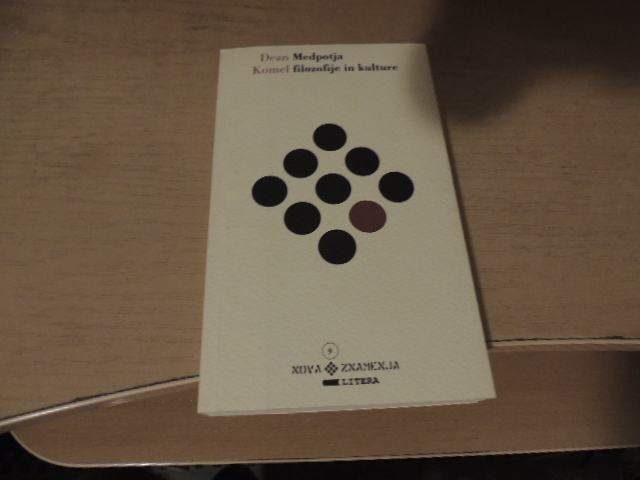 Dean Medpotja
Komel filozofije in kulture
9
NOVA ZNAMENJA
LITERA